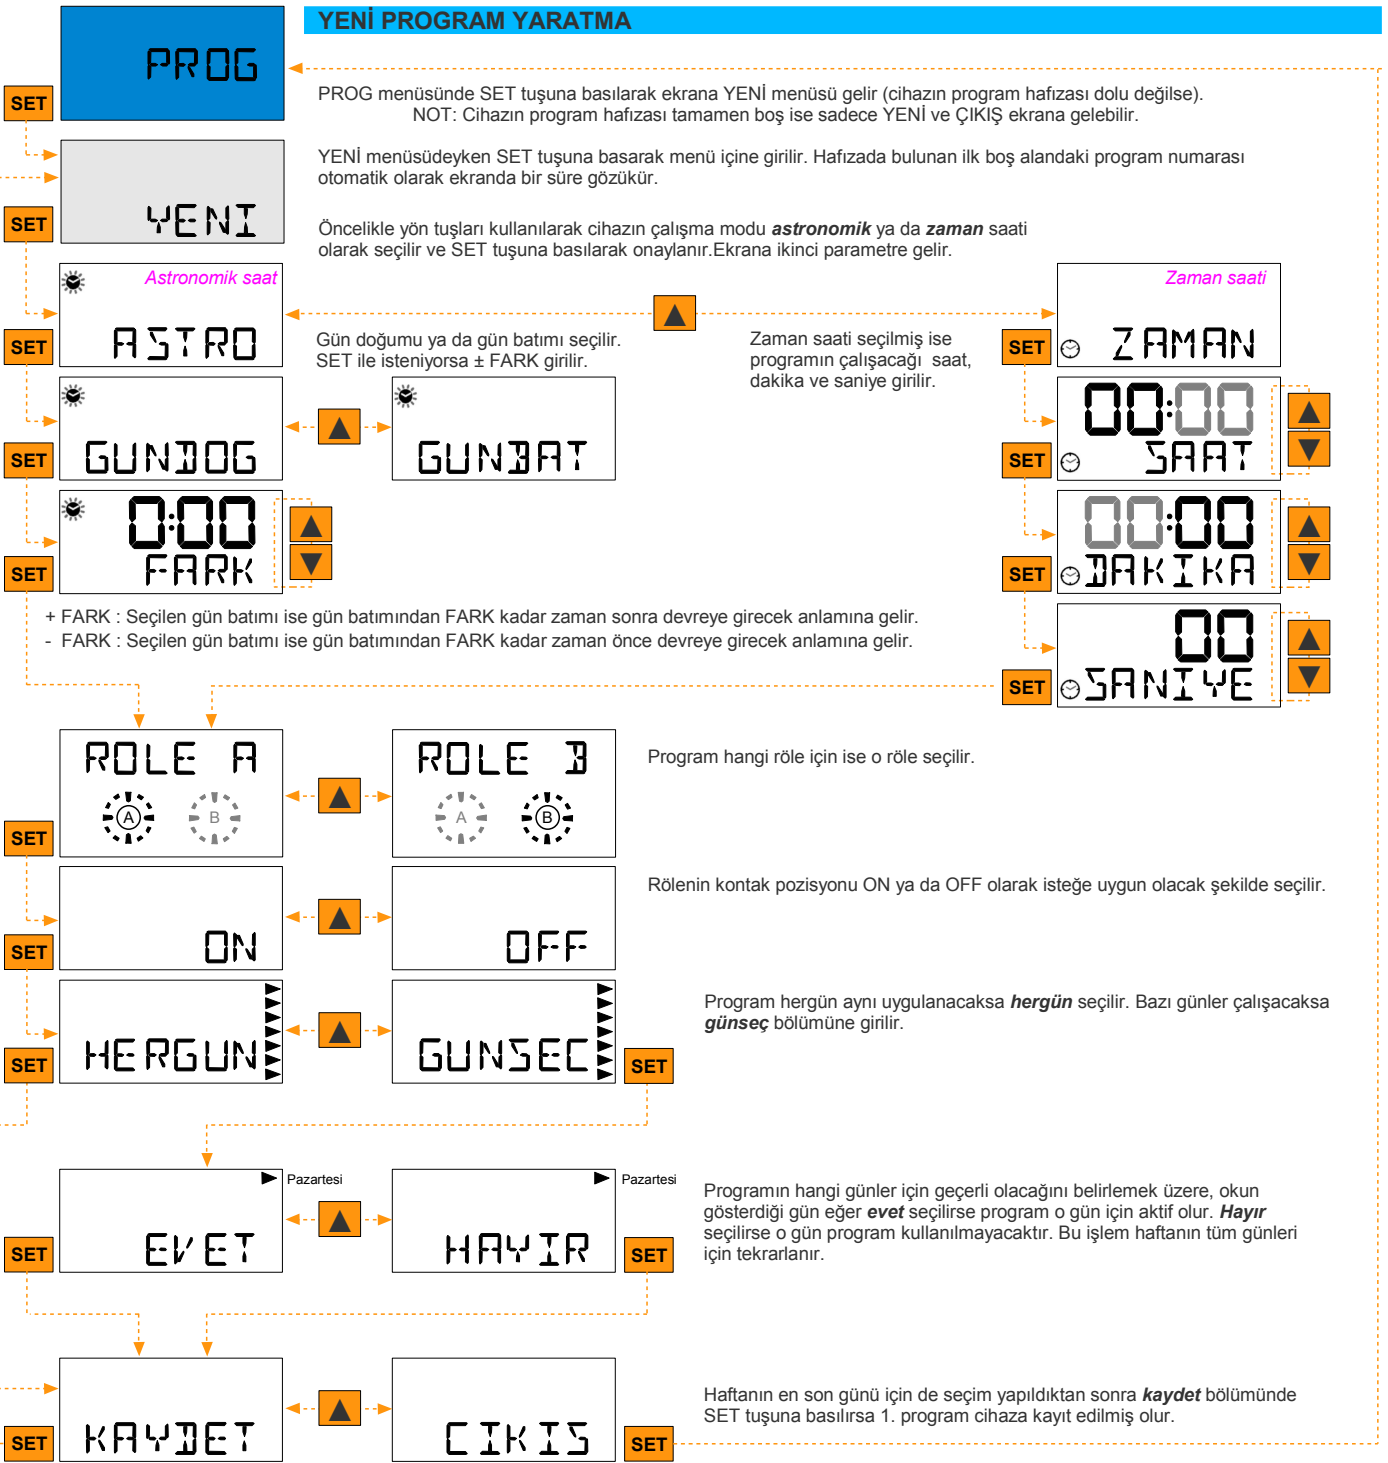 YENİ PROGRAM YARATMA
PROG
SET
PROG menüsünde SET tuşuna basılarak ekrana YENİ menüsü gelir (cihazın program hafızası dolu değilse).
NOT: Cihazın program hafızası tamamen boş ise sadece YENİ ve ÇIKIŞ ekrana gelebilir.
YENİ menüsüdeyken SET tuşuna basarak menü içine girilir. Hafızada bulunan ilk boş alandaki program numarası
otomatik olarak ekranda bir süre gözükür.
YENI
SET
Öncelikle yön tuşları kullanılarak cihazın çalışma modu astronomik ya da zaman saati
olarak seçilir ve SET tuşuna basılarak onaylanır.Ekrana ikinci parametre gelir.
Astronomik saat
ASTRO
SET
Gün doğumu ya da gün batımı seçilir.
SET ile isteniyorsa ± FARK girilir.
Zaman saati seçilmiş ise
programın çalışacağı saat,
dakika ve saniye girilir.
Zaman saati
SET
ZAMAN
GUNDOG
GUNBAT
SET
00:00
SAAT
SET
0:00
FARK
SET
00:00
DAKIKA
SET
+ FARK : Seçilen gün batımı ise gün batımından FARK kadar zaman sonra devreye girecek anlamına gelir.
- FARK : Seçilen gün batımı ise gün batımından FARK kadar zaman önce devreye girecek anlamına gelir.
00
SANIYE
SET
ROLE A
A B
SET
ROLE B
A B
Program hangi röle için ise o röle seçilir.
ON
OFF
SET
Rölenin kontak pozisyonu ON ya da OFF olarak isteğe uygun olacak şekilde seçilir.
HERGUN
SET
GUNSEC
SET
Program hergün aynı uygulanacaksa hergün seçilir. Bazı günler çalışacaksa
günseç bölümüne girilir.
Pazartesi
EVET
SET
Pazartesi
HAYIR
SET
Programın hangi günler için geçerli olacağını belirlemek üzere, okun
gösterdiği gün eğer evet seçilirse program o gün için aktif olur. Hayır
seçilirse o gün program kullanılmayacaktır. Bu işlem haftanın tüm günleri
için tekrarlanır.
KAYDET
SET
CIKIS
SET
Haftanın en son günü için de seçim yapıldıktan sonra kaydet bölümünde
SET tuşuna basılırsa 1. program cihaza kayıt edilmiş olur.